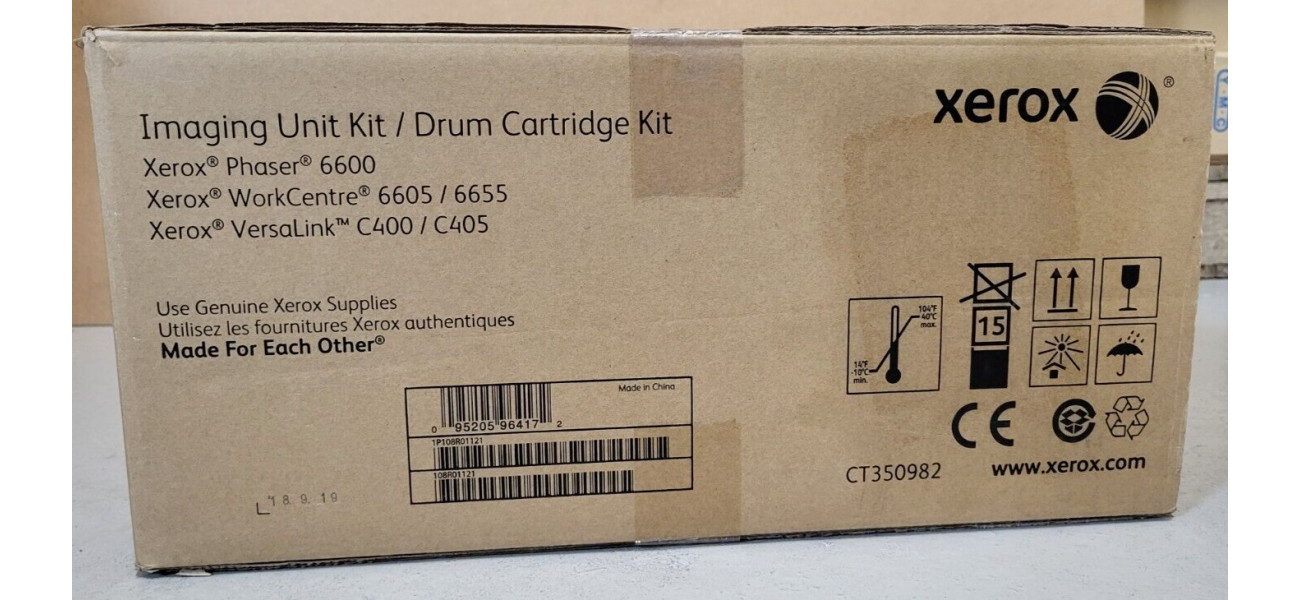 xerox ®
Imaging Unit Kit / Drum Cartridge Kit
Xerox® Phaser® 6600
Xerox® WorkCentre® 6605 / 6655
Xerox® VersaLink™ C400 / C405
Use Genuine Xerox Supplies
Utilisez les fournitures Xerox authentiques
Made For Each Other®
104°F
40°C
max.
14°F
-10°C
min.
15
Made in China
0 95205 96417 2
1P108R01121
108R01121
'18. 9. 19
CE
CT350982
www.xerox.com
Y·M·C